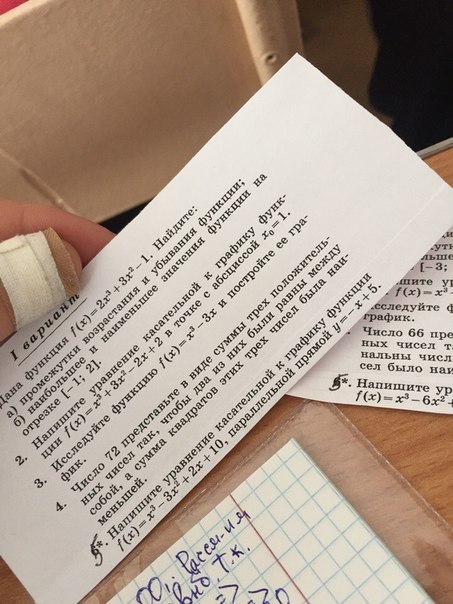 I вариант
Дана функция f(x) = 2x³ + 3x² − 1. Найдите:
а) промежутки возрастания и убывания функции;
б) наибольшее и наименьшее значения функции на
отрезке [−1; 2].
2. Напишите уравнение касательной к графику функ-
ции f(x) = x³ + 3x² − 2x + 2 в точке с абсциссой x₀ = 1.
3. Исследуйте функцию f(x) = x³ − 3x и постройте ее гра-
фик.
4. Число 72 представьте в виде суммы трех положитель-
ных чисел так, чтобы два из них были равны между
собой, а сумма квадратов этих трех чисел была наи-
меньшей.
5*. Напишите уравнение касательной к графику функции
f(x) = x³ − 3x² + 2x + 10, параллельной прямой y = −x + 5.
[−3;
f(x) = x³
график.
Число 66 пре
ных чисел та
нальны числа
сел было наи
5*. Напишите ур
f(x) = x³ − 6x² +
т.к.